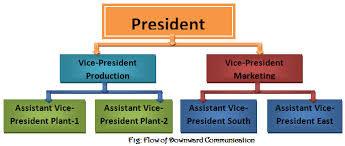 President
Vice-President
Production
Vice-President
Marketing
Assistant Vice-
President Plant-1
Assistant Vice-
President Plant-2
Assistant Vice-
President South
Assistant Vice-
President East
Fig: Flow of Downward Communication